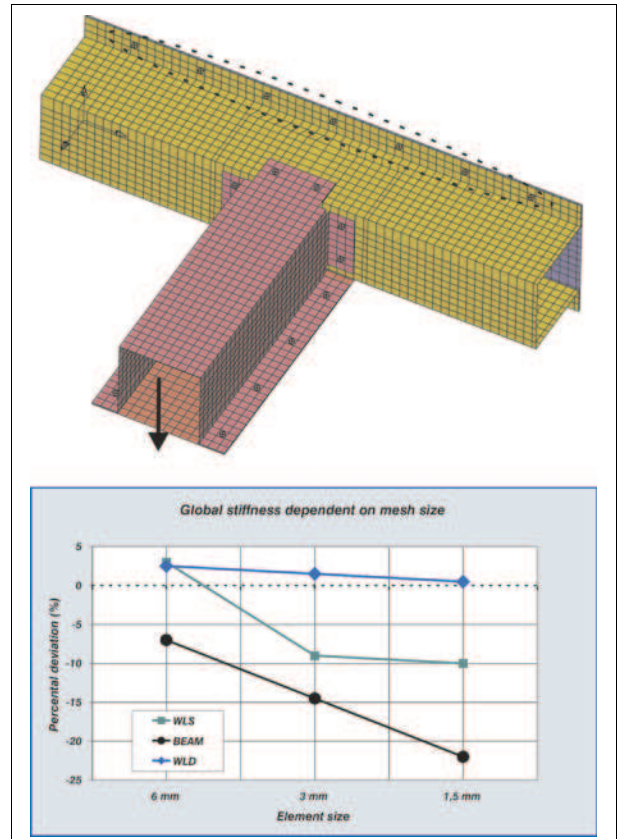 Global stiffness dependent on mesh size
Percental deviation (%)
5
0
-5
-10
-15
-20
-25
WLS
BEAM
WLD
6 mm
3 mm
1,5 mm
Element size